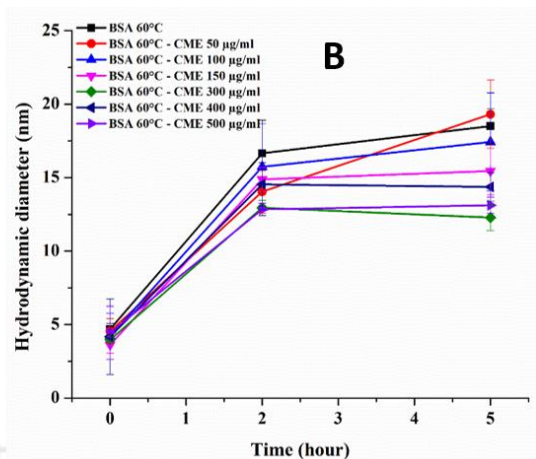 25
20
15
10
5
0
Hydrodynamic diameter (nm)
BSA 60°C
BSA 60°C - CME 50 µg/ml
BSA 60°C - CME 100 µg/ml
BSA 60°C - CME 150 µg/ml
BSA 60°C - CME 300 µg/ml
BSA 60°C - CME 400 µg/ml
BSA 60°C - CME 500 µg/ml
B
0 1 2 3 4 5
Time (hour)